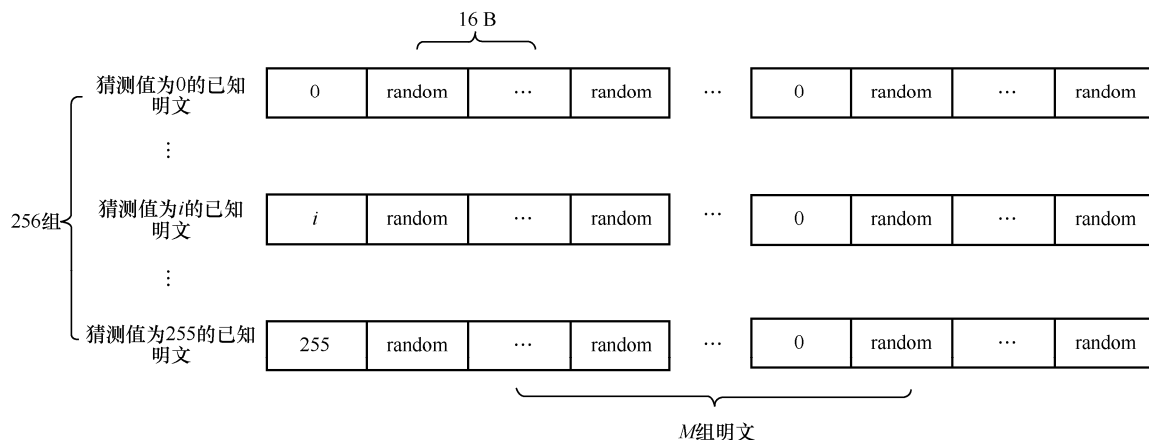 16 B
猜测值为0的已知
明文
0 random ⋯ random ⋯ 0 random ⋯ random
⋮
256组
猜测值为i的已知
明文
i random ⋯ random ⋯ 0 random ⋯ random
⋮
猜测值为255的已知
明文
255 random ⋯ random ⋯ 0 random ⋯ random
M组明文